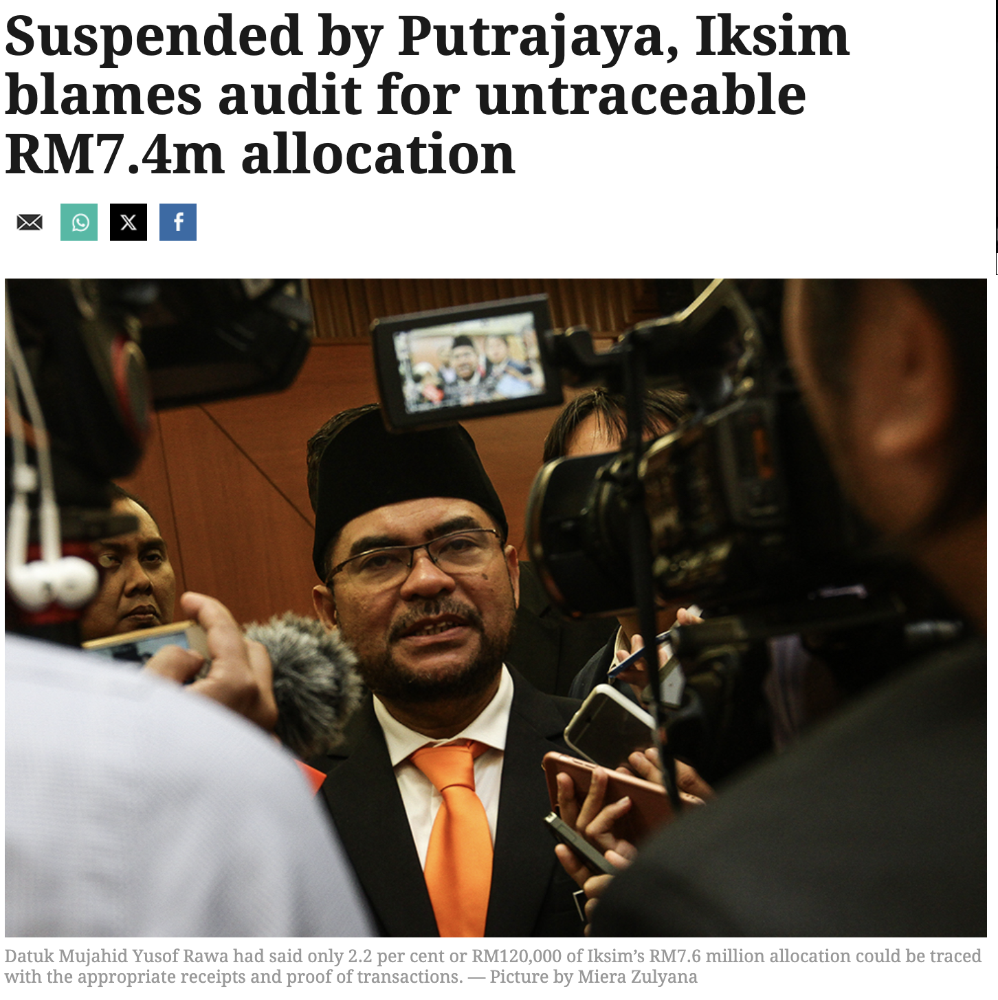 Suspended by Putrajaya, Iksim
blames audit for untraceable
RM7.4m allocation
Datuk Mujahid Yusof Rawa had said only 2.2 per cent or RM120,000 of Iksim’s RM7.6 million allocation could be traced
with the appropriate receipts and proof of transactions. — Picture by Miera Zulyana